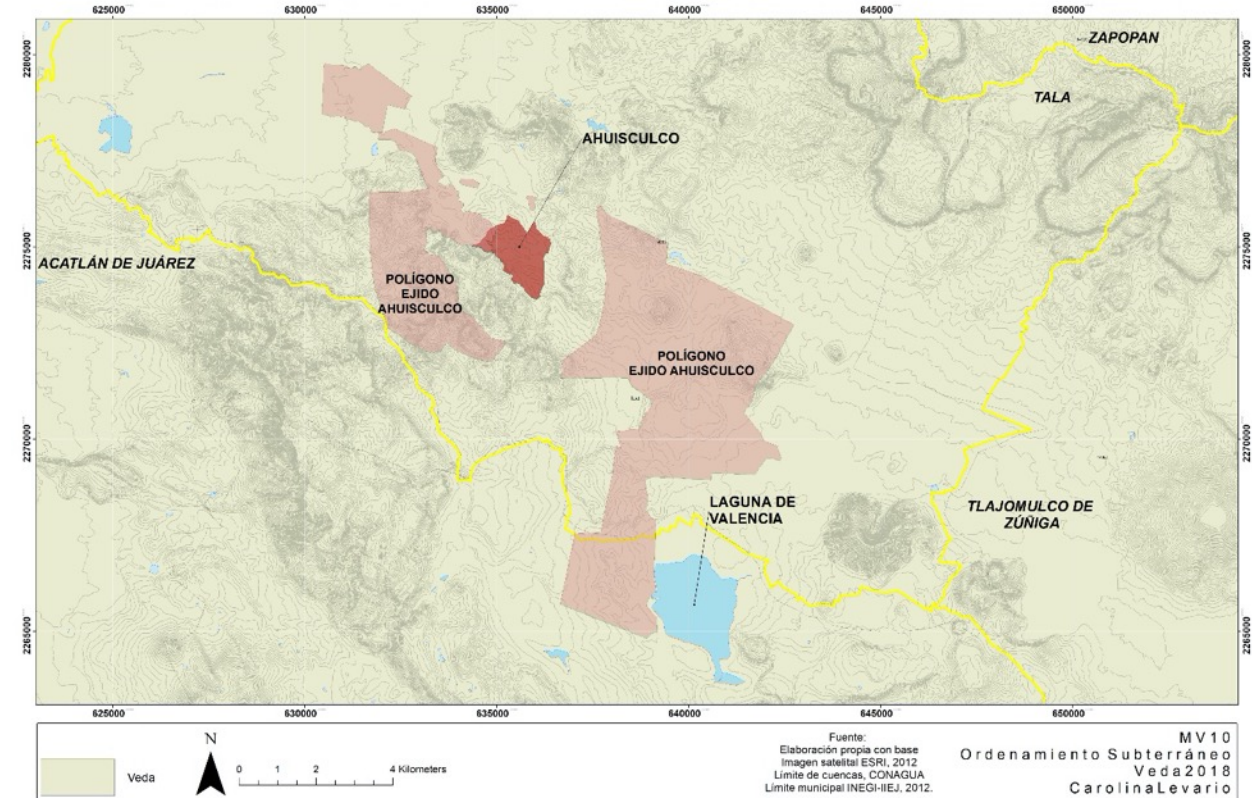 625000 630000 635000 640000 645000 650000
2280000
2280000
ZAPOPAN
TALA
AHUISCULCO
2275000
2275000
ACATLÁN DE JUÁREZ
POLÍGONO
EJIDO
AHUISCULCO
POLÍGONO
EJIDO AHUISCULCO
2270000
2270000
LAGUNA DE
VALENCIA
TLAJOMULCO DE
ZÚÑIGA
2265000
2265000
625000 630000 635000 640000 645000 650000
Veda
N
0 1 2 4 Kilometers
Fuente:
Elaboración propia con base
Imagen satelital ESRI, 2012
Límite de cuencas, CONAGUA
Límite municipal INEGI-IIEJ, 2012.
MV10
Ordenamiento Subterráneo
Veda2018
CarolinaLevario